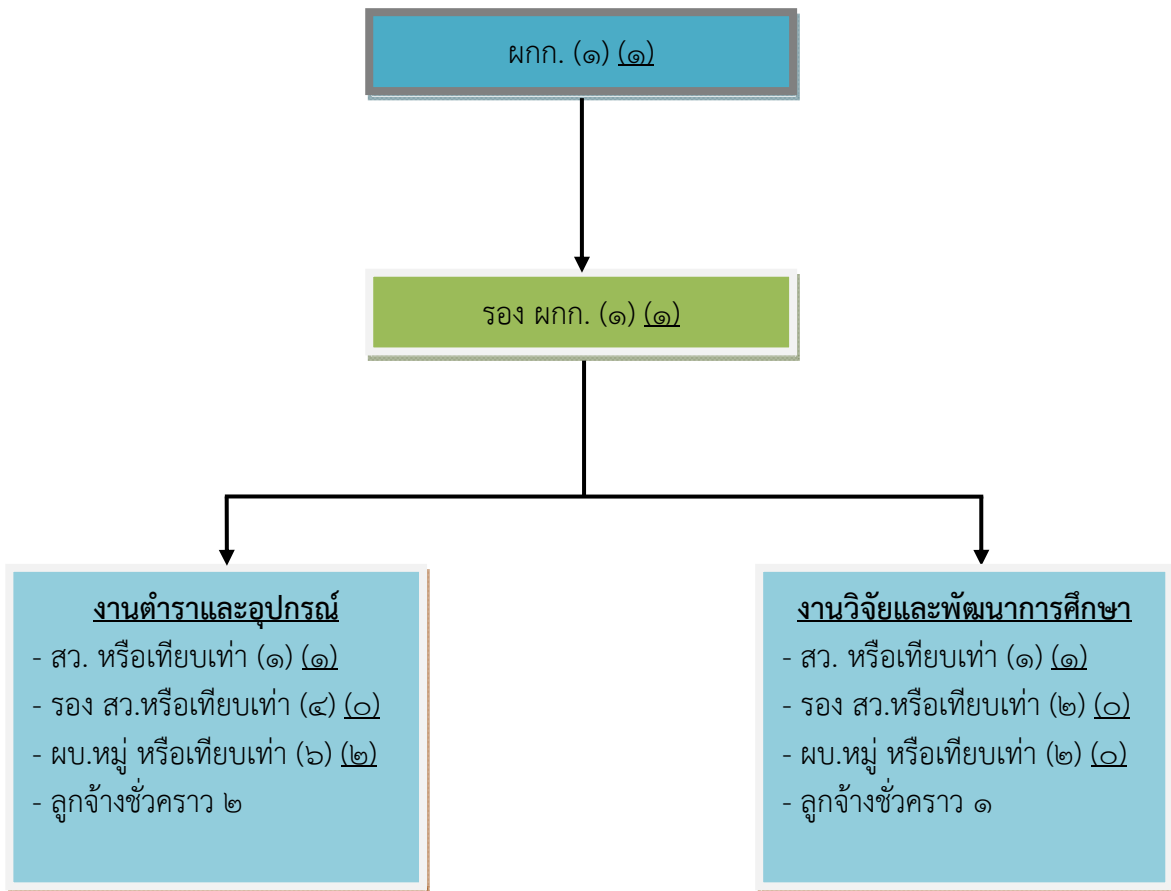 ผกก. (๑) (๑)
รอง ผกก. (๑) (๑)
งานตำราและอุปกรณ์
- สว. หรือเทียบเท่า (๑) (๑)
- รอง สว.หรือเทียบเท่า (๔) (๐)
- ผบ.หมู่ หรือเทียบเท่า (๖) (๒)
- ลูกจ้างชั่วคราว ๒
งานวิจัยและพัฒนาการศึกษา
- สว. หรือเทียบเท่า (๑) (๑)
- รอง สว.หรือเทียบเท่า (๒) (๐)
- ผบ.หมู่ หรือเทียบเท่า (๒) (๐)
- ลูกจ้างชั่วคราว ๑